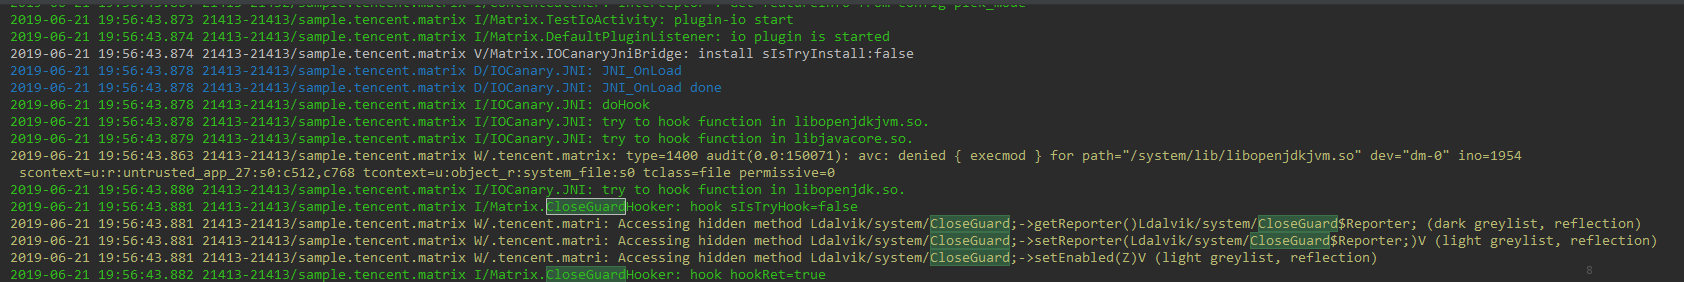 2019-06-21 19:56:43.873 21413-21413/sample.tencent.matrix I/Matrix.TestIoActivity: plugin-io start
2019-06-21 19:56:43.874 21413-21413/sample.tencent.matrix I/Matrix.DefaultPluginListener: io plugin is started
2019-06-21 19:56:43.874 21413-21413/sample.tencent.matrix V/Matrix.IOCanaryJniBridge: install sIsTryInstall:false
2019-06-21 19:56:43.878 21413-21413/sample.tencent.matrix D/IOCanary.JNI: JNI_OnLoad
2019-06-21 19:56:43.878 21413-21413/sample.tencent.matrix D/IOCanary.JNI: JNI_OnLoad done
2019-06-21 19:56:43.878 21413-21413/sample.tencent.matrix I/IOCanary.JNI: doHook
2019-06-21 19:56:43.878 21413-21413/sample.tencent.matrix I/IOCanary.JNI: try to hook function in libopenjdkjvm.so.
2019-06-21 19:56:43.879 21413-21413/sample.tencent.matrix I/IOCanary.JNI: try to hook function in libjavacore.so.
2019-06-21 19:56:43.863 21413-21413/sample.tencent.matrix W/.tencent.matrix: type=1400 audit(0.0:150071): avc: denied { execmod } for path="/system/lib/libopenjdkjvm.so" dev="dm-0" ino=1954
scontext=u:r:untrusted_app_27:s0:c512,c768 tcontext=u:object_r:system_file:s0 tclass=file permissive=0
2019-06-21 19:56:43.880 21413-21413/sample.tencent.matrix I/IOCanary.JNI: try to hook function in libopenjdk.so.
2019-06-21 19:56:43.881 21413-21413/sample.tencent.matrix I/Matrix.CloseGuardHooker: hook sIsTryHook=false
2019-06-21 19:56:43.881 21413-21413/sample.tencent.matrix W/.tencent.matri: Accessing hidden method Ldalvik/system/CloseGuard;->getReporter()Ldalvik/system/CloseGuard$Reporter; (dark greylist, reflection)
2019-06-21 19:56:43.881 21413-21413/sample.tencent.matrix W/.tencent.matri: Accessing hidden method Ldalvik/system/CloseGuard;->setReporter(Ldalvik/system/CloseGuard$Reporter;)V (light greylist, reflection)
2019-06-21 19:56:43.881 21413-21413/sample.tencent.matrix W/.tencent.matri: Accessing hidden method Ldalvik/system/CloseGuard;->setEnabled(Z)V (light greylist, reflection)
2019-06-21 19:56:43.882 21413-21413/sample.tencent.matrix I/Matrix.CloseGuardHooker: hook hookRet=true
8